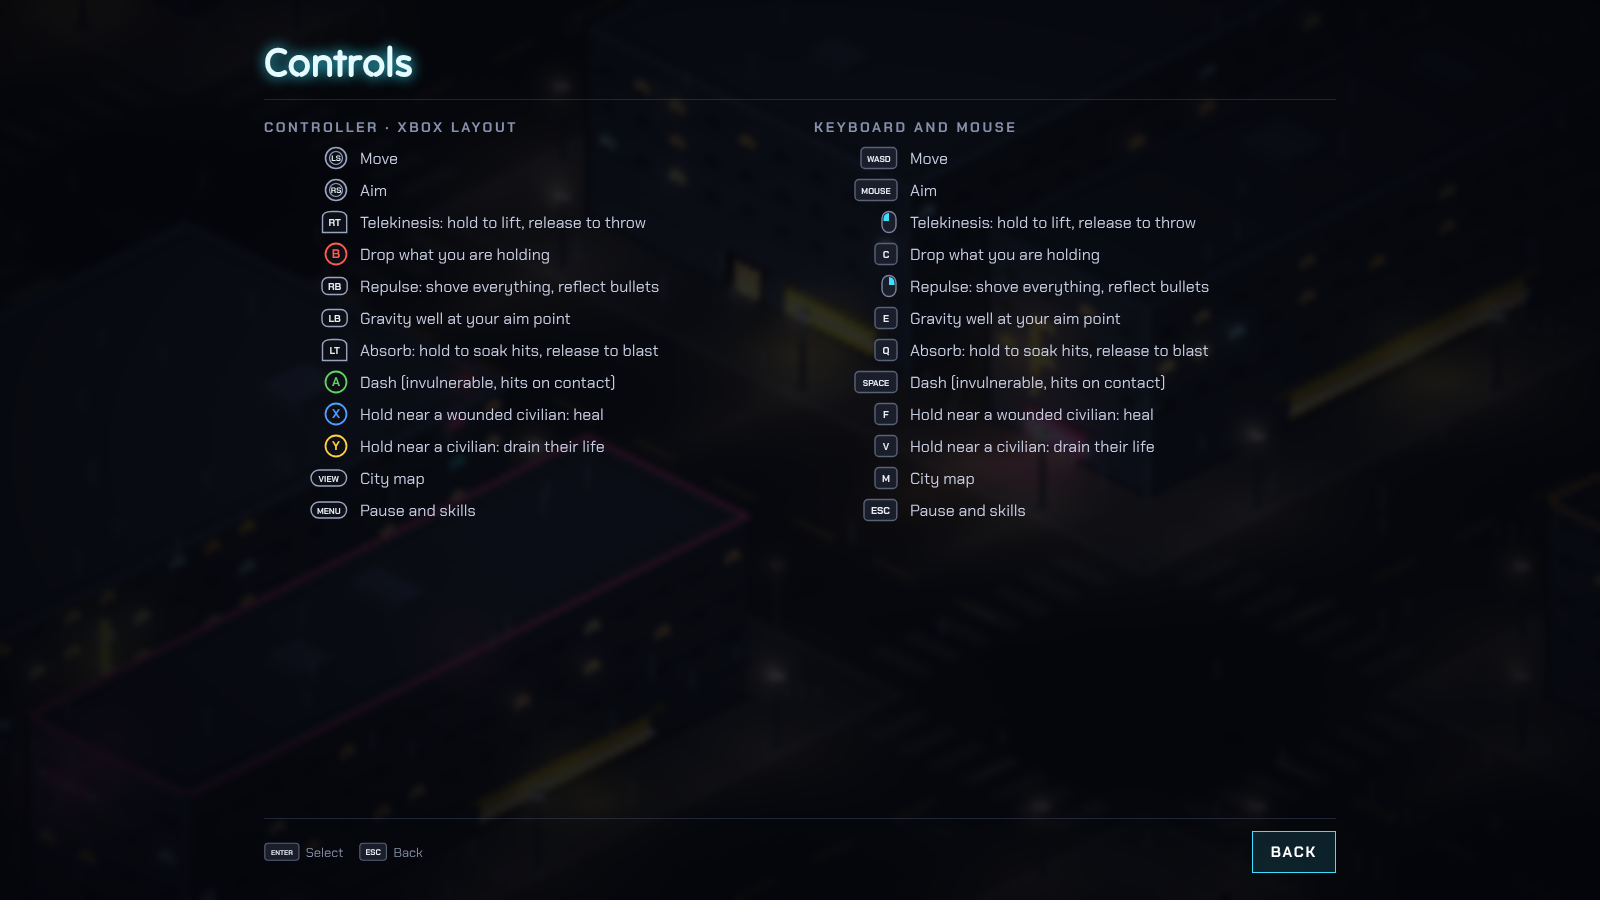 Controls
CONTROLLER · XBOX LAYOUT
LS Move
RS Aim
RT Telekinesis: hold to lift, release to throw
B Drop what you are holding
RB Repulse: shove everything, reflect bullets
LB Gravity well at your aim point
LT Absorb: hold to soak hits, release to blast
A Dash (invulnerable, hits on contact)
X Hold near a wounded civilian: heal
Y Hold near a civilian: drain their life
VIEW City map
MENU Pause and skills
KEYBOARD AND MOUSE
WASD Move
MOUSE Aim
Telekinesis: hold to lift, release to throw
C Drop what you are holding
Repulse: shove everything, reflect bullets
E Gravity well at your aim point
Q Absorb: hold to soak hits, release to blast
SPACE Dash (invulnerable, hits on contact)
F Hold near a wounded civilian: heal
V Hold near a civilian: drain their life
M City map
ESC Pause and skills
ENTER Select ESC Back
BACK